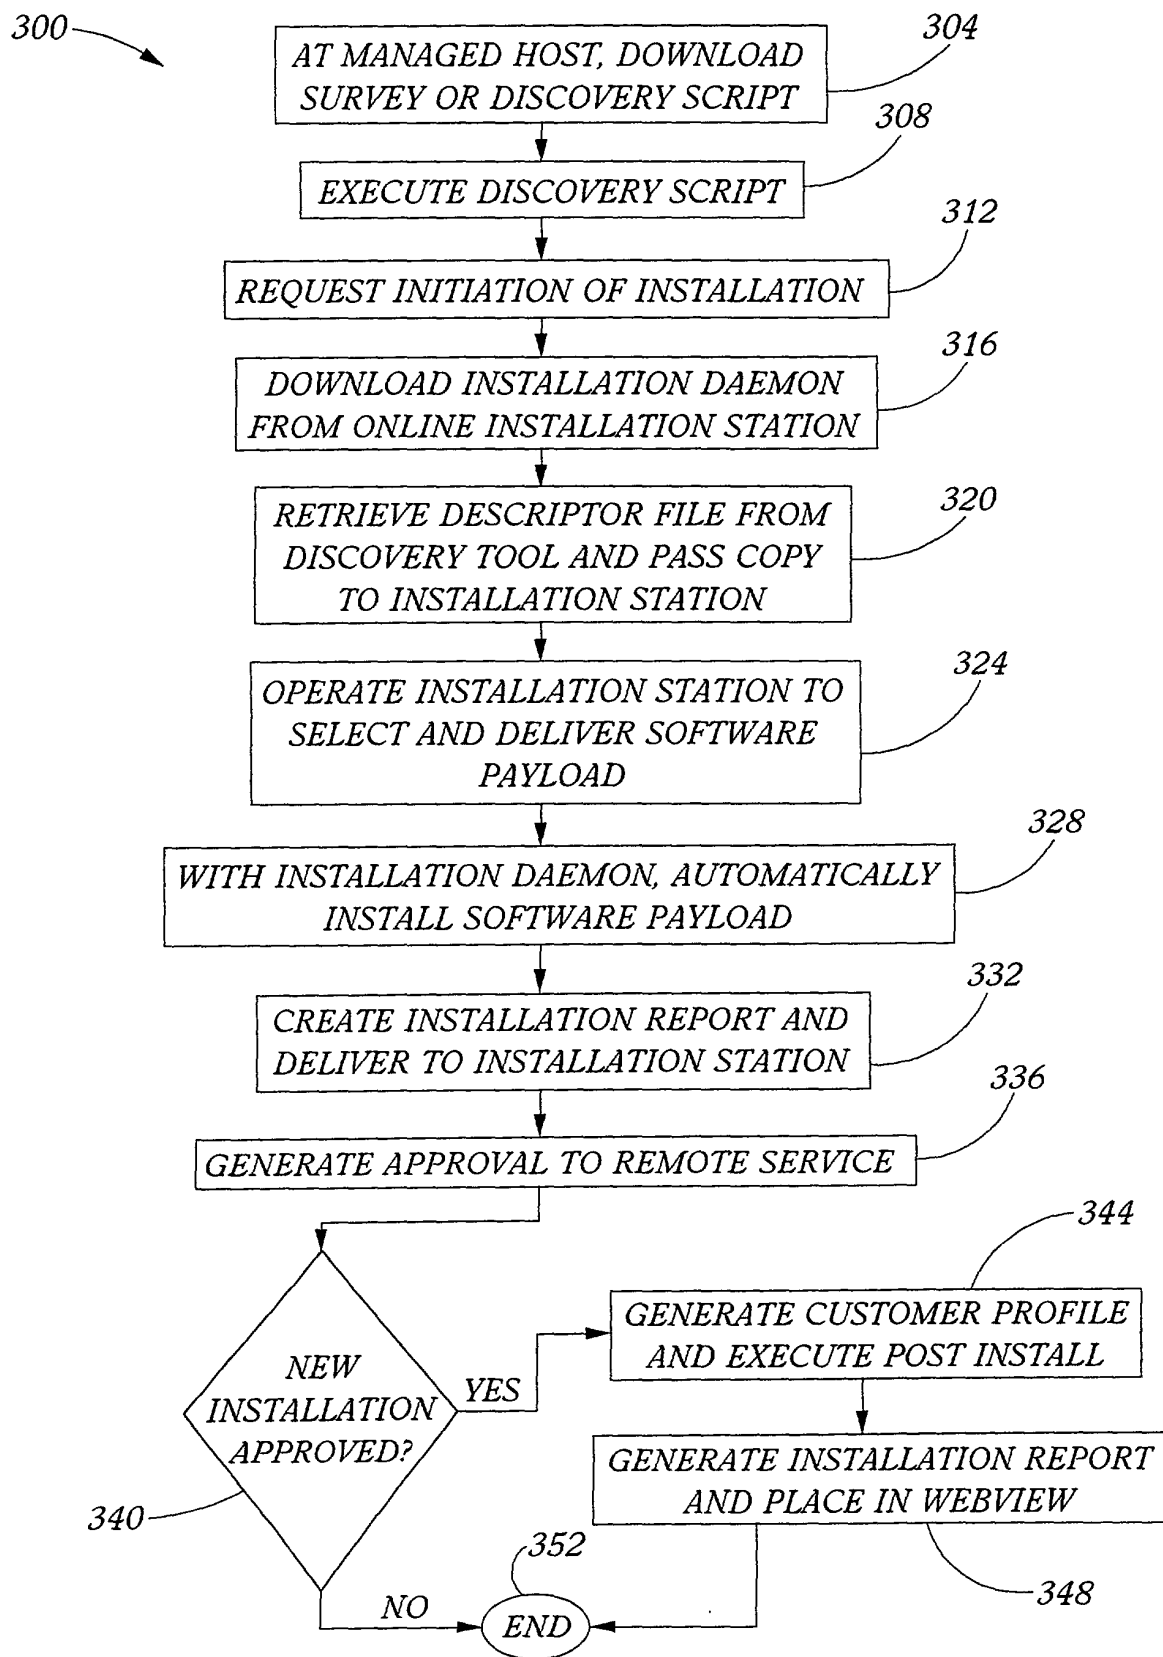 300
304
AT MANAGED HOST, DOWNLOAD
SURVEY OR DISCOVERY SCRIPT
308
EXECUTE DISCOVERY SCRIPT
312
REQUEST INITIATION OF INSTALLATION
316
DOWNLOAD INSTALLATION DAEMON
FROM ONLINE INSTALLATION STATION
320
RETRIEVE DESCRIPTOR FILE FROM
DISCOVERY TOOL AND PASS COPY
TO INSTALLATION STATION
324
OPERATE INSTALLATION STATION TO
SELECT AND DELIVER SOFTWARE
PAYLOAD
328
WITH INSTALLATION DAEMON, AUTOMATICALLY
INSTALL SOFTWARE PAYLOAD
332
CREATE INSTALLATION REPORT AND
DELIVER TO INSTALLATION STATION
336
GENERATE APPROVAL TO REMOTE SERVICE
344
GENERATE CUSTOMER PROFILE
AND EXECUTE POST INSTALL
NEW
INSTALLATION
APPROVED?
YES
GENERATE INSTALLATION REPORT
AND PLACE IN WEBVIEW
340
348
352
NO
END